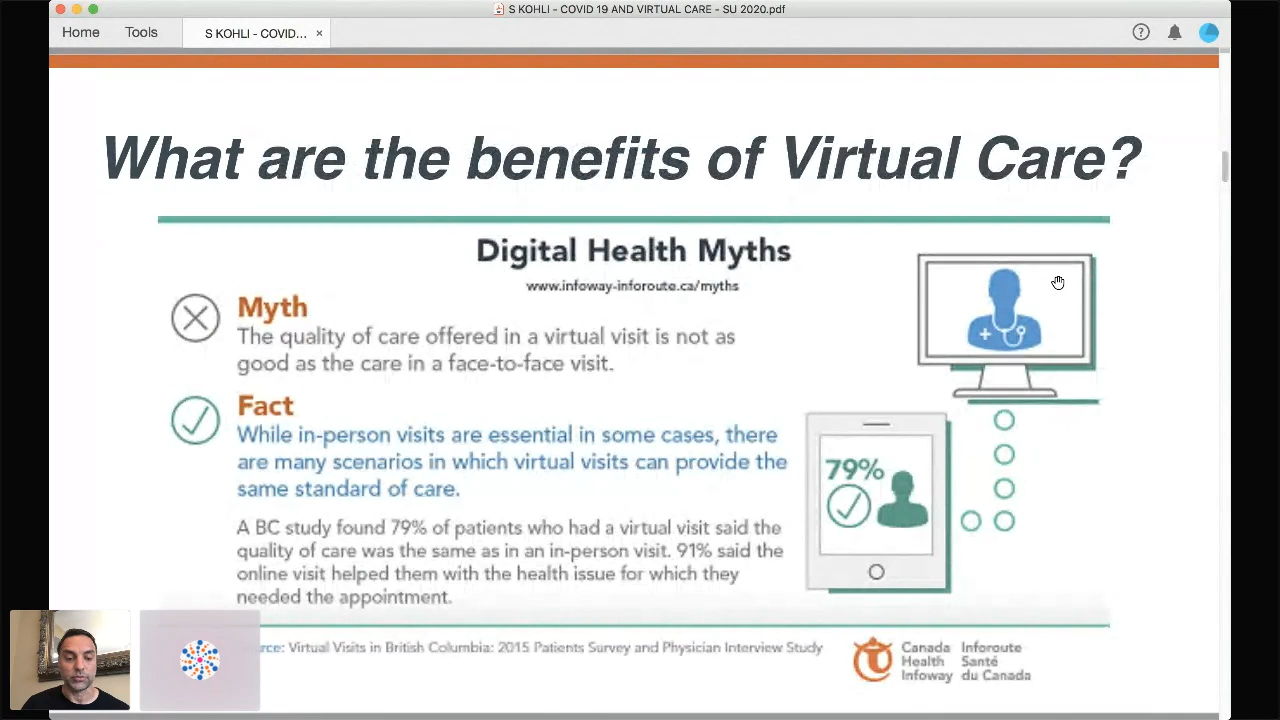 S KOHLI - COVID 19 AND VIRTUAL CARE - SU 2020.pdf
Home Tools S KOHLI - COVID... ×
What are the benefits of Virtual Care?
Digital Health Myths
www.infoway-inforoute.ca/myths
Myth
The quality of care offered in a virtual visit is not as
good as the care in a face-to-face visit.
Fact
While in-person visits are essential in some cases, there
are many scenarios in which virtual visits can provide the
same standard of care.
79%
A BC study found 79% of patients who had a virtual visit said the
quality of care was the same as in an in-person visit. 91% said the
online visit helped them with the health issue for which they
needed the appointment.
: Virtual Visits in British Columbia: 2015 Patients Survey and Physician Interview Study
Canada Inforoute
Health Santé
Infoway du Canada